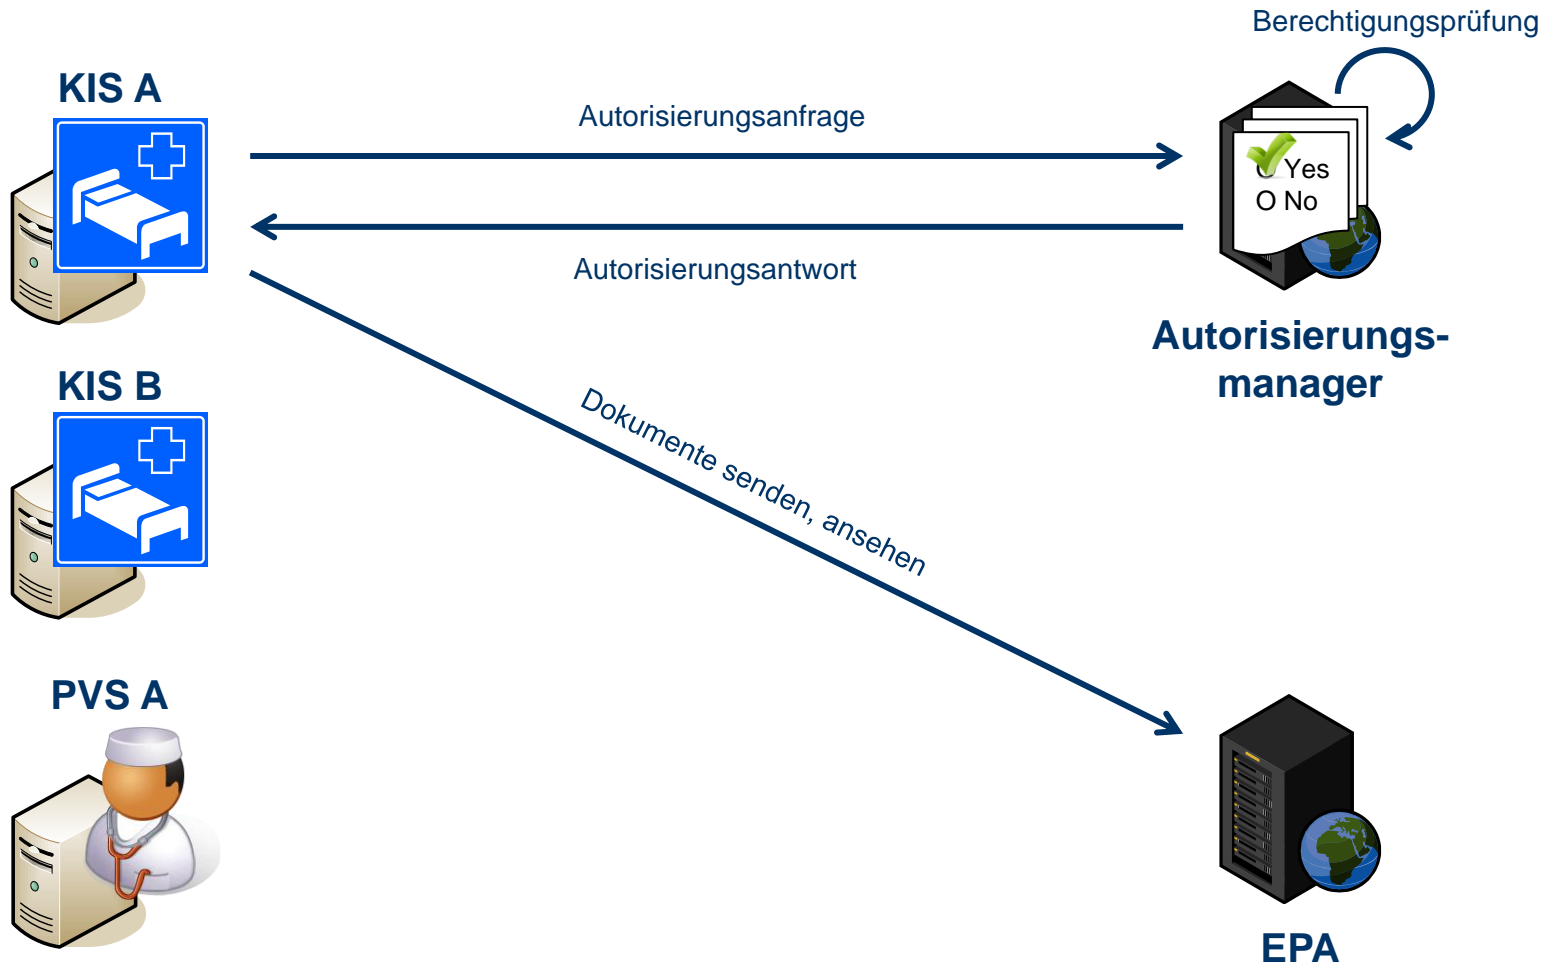 Berechtigungsprüfung
KIS A
Autorisierungsanfrage
Yes
O No
Autorisierungsantwort
Autorisierungs-
manager
KIS B
Dokumente senden, ansehen
PVS A
EPA